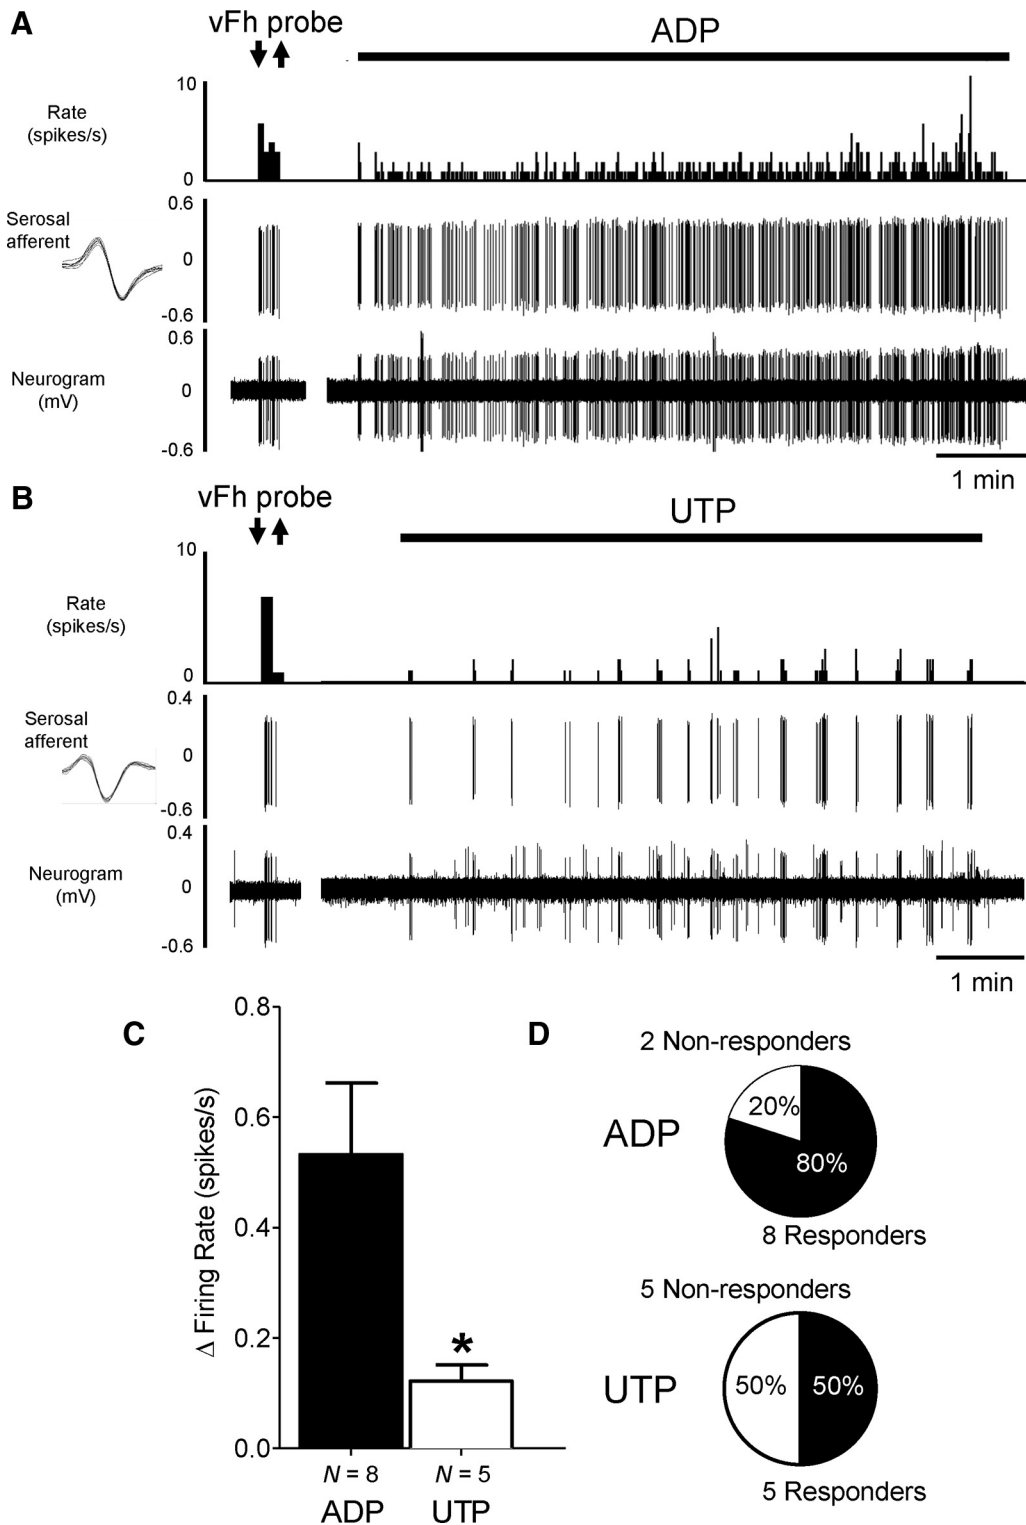 A
vFh probe
ADP
Rate
(spikes/s)
10
0
Serosal
afferent
0.6
0
-0.6
Neurogram
(mV)
0.6
0
-0.6
1 min
B
vFh probe
UTP
Rate
(spikes/s)
10
0
Serosal
afferent
0.4
0
-0.6
Neurogram
(mV)
0.4
0
-0.6
1 min
C
Δ Firing Rate (spikes/s)
0.8
0.6
0.4
0.2
0.0
*
N = 8
N = 5
ADP
UTP
D
2 Non-responders
ADP
20%
80%
8 Responders
5 Non-responders
UTP
50%
50%
5 Responders